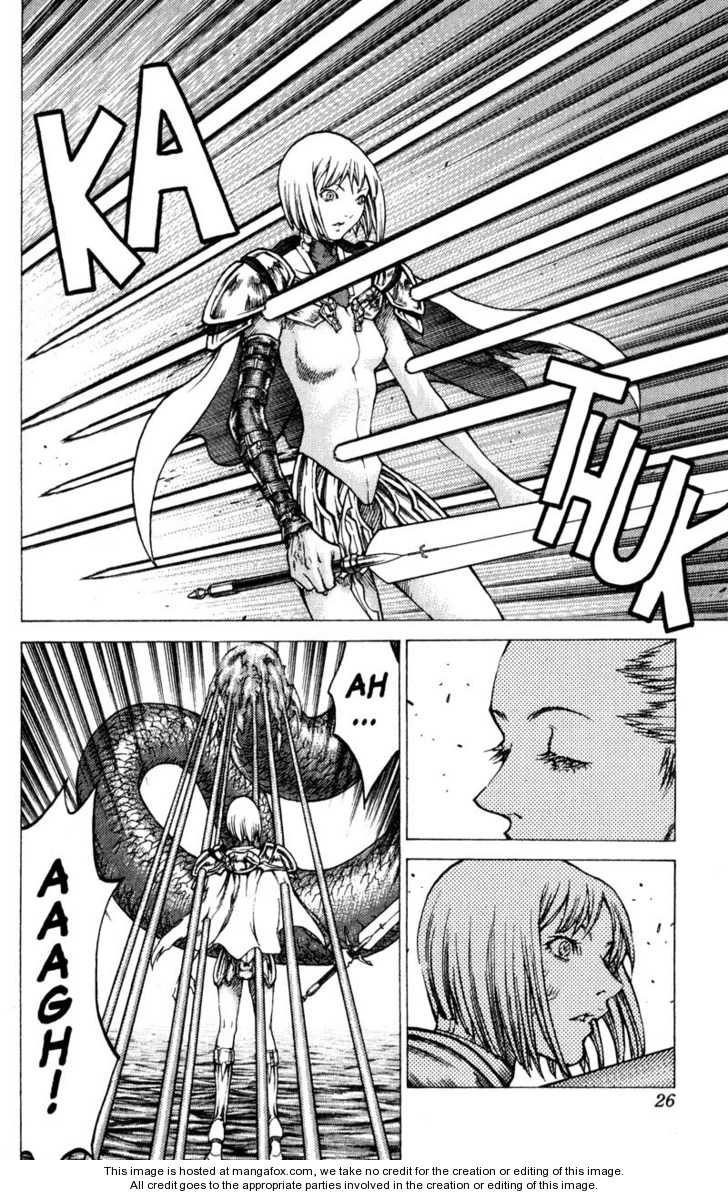 KA
THUK
AH
...
AAAGH!
26
This image is hosted at mangafox.com, we take no credit for the creation or editing of this image.
All credit goes to the appropriate parties involved in the creation or editing of this image.